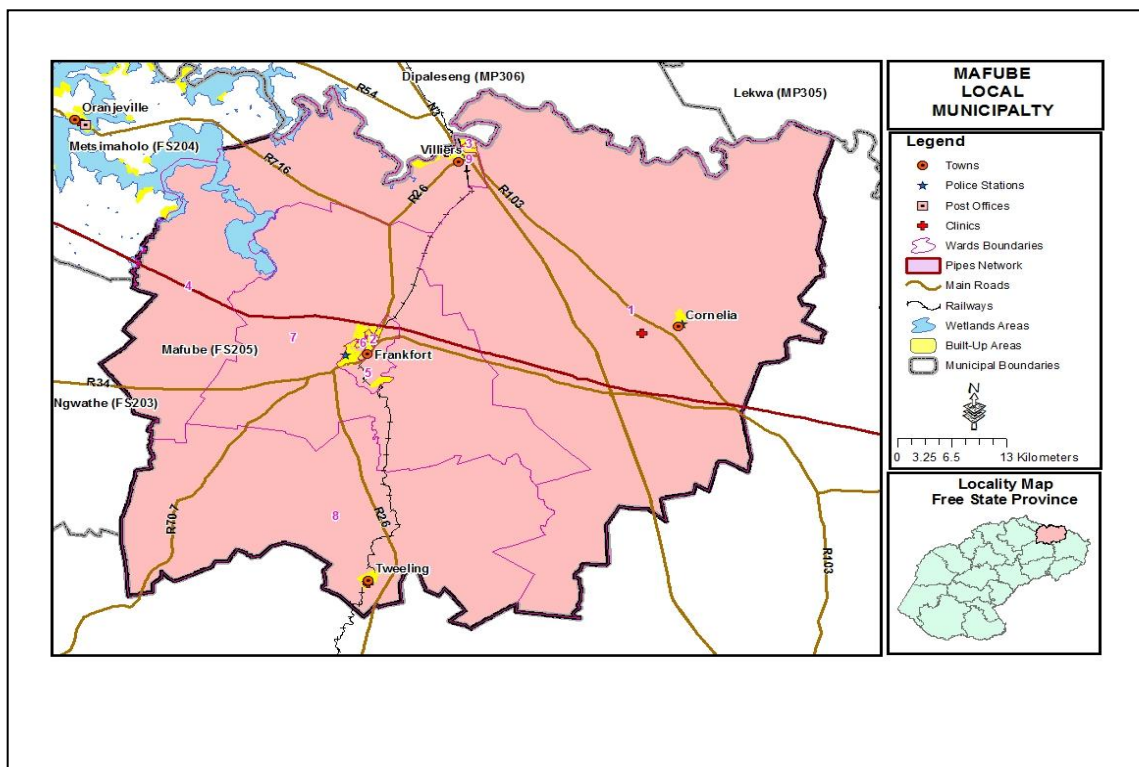 Dipaleseng (MP306)
R54
N3
Lekwa (MP305)
Oranjeville
Metsimaholo (FS204)
Villiers
3
9
R716
R26
R103
4
1
Cornelia
7
6
2
Mafube (FS205)
Frankfort
5
R34
Ngwathe (FS203)
8
R707
R26
R103
Tweeling
MAFUBE
LOCAL
MUNICIPALTY
Legend
Towns
Police Stations
Post Offices
Clinics
Wards Boundaries
Pipes Network
Main Roads
Railways
Wetlands Areas
Built-Up Areas
Municipal Boundaries
N
0 3.25 6.5 13 Kilometers
Locality Map
Free State Province